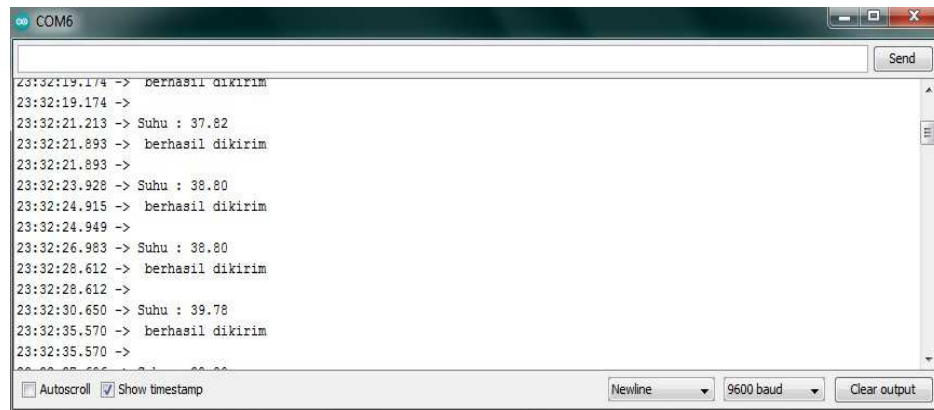 COM6
Send
23:32:19.174 -> berhasil dikirim
23:32:19.174 ->
23:32:21.213 -> Suhu : 37.82
23:32:21.893 -> berhasil dikirim
23:32:21.893 ->
23:32:23.928 -> Suhu : 38.80
23:32:24.915 -> berhasil dikirim
23:32:24.949 ->
23:32:26.983 -> Suhu : 38.80
23:32:28.612 -> berhasil dikirim
23:32:28.612 ->
23:32:30.650 -> Suhu : 39.78
23:32:35.570 -> berhasil dikirim
23:32:35.570 ->
Autoscroll Show timestamp Newline 9600 baud Clear output